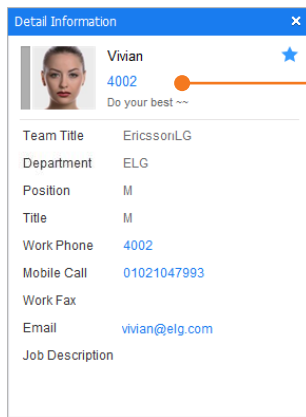 Detail Information
Vivian
4002
Do your best ~~
Team Title EricssonLG
Department ELG
Position M
Title M
Work Phone 4002
Mobile Call 01021047993
Work Fax
Email vivian@elg.com
Job Description